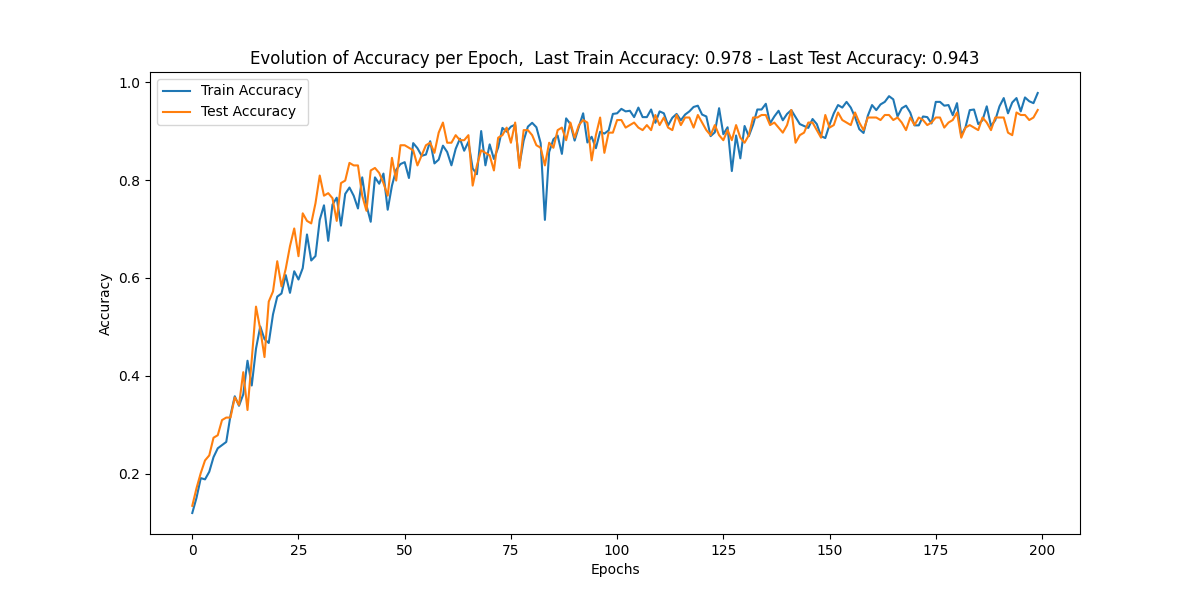 Evolution of Accuracy per Epoch,  Last Train Accuracy: 0.978 - Last Test Accuracy: 0.943
Train Accuracy
Test Accuracy
Accuracy
1.0
0.8
0.6
0.4
0.2
0 25 50 75 100 125 150 175 200
Epochs